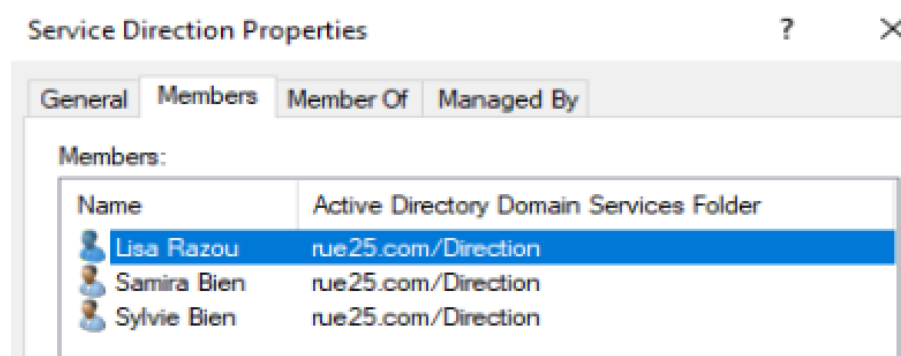 Service Direction Properties ? ×
General Members Member Of Managed By
Members:
Name Active Directory Domain Services Folder
Lisa Razou rue25.com/Direction
Samira Bien rue25.com/Direction
Sylvie Bien rue25.com/Direction